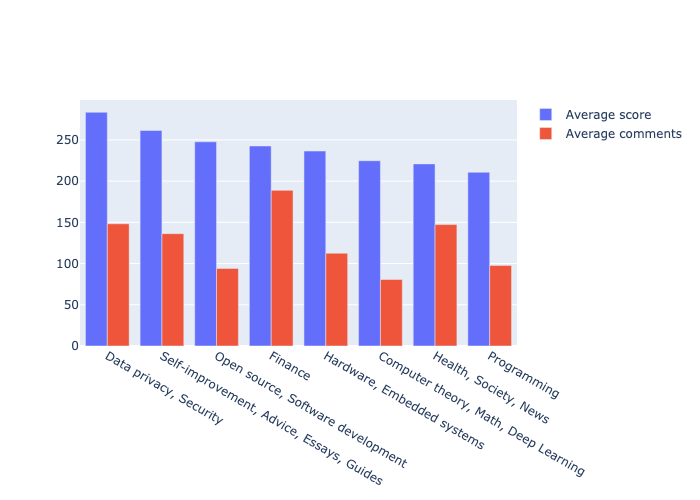 Average score
Average comments
250
200
150
100
50
0
Data privacy, Security
Self-improvement, Advice, Essays, Guides
Open source, Software development
Finance
Hardware, Embedded systems
Computer theory, Math, Deep Learning
Health, Society, News
Programming